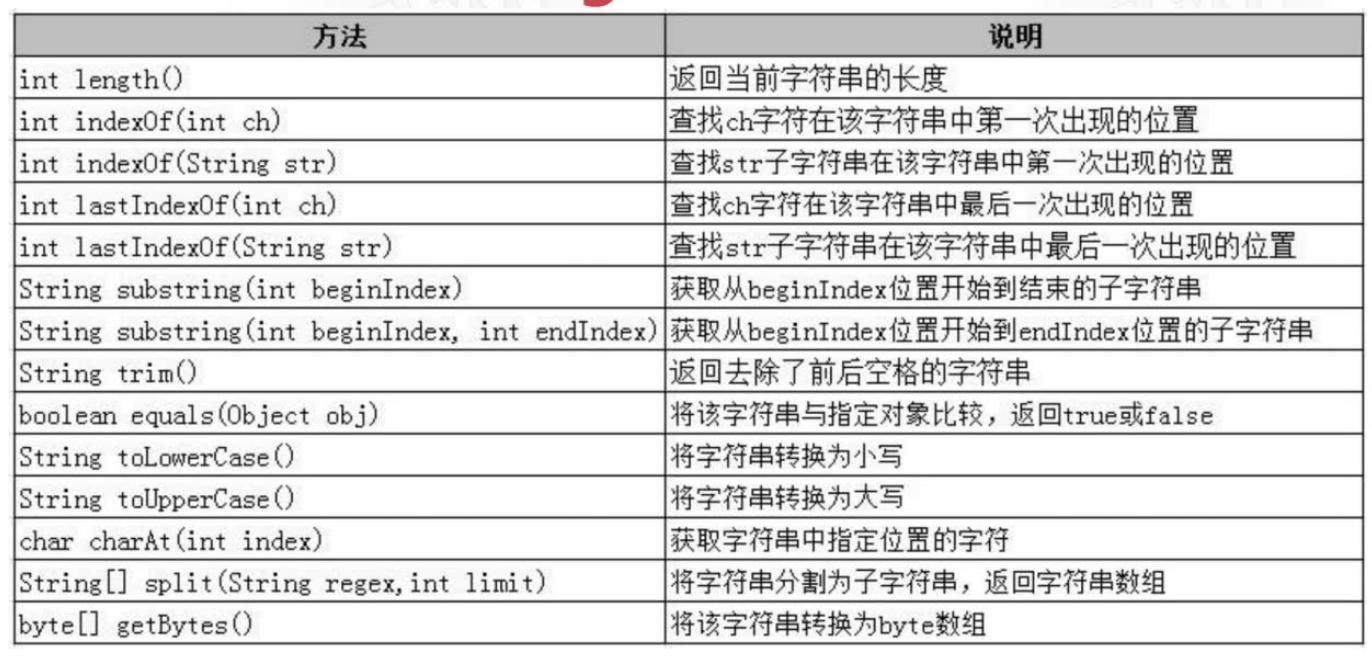 方法 说明
int length() 返回当前字符串的长度
int indexOf(int ch) 查找ch字符在该字符串中第一次出现的位置
int indexOf(String str) 查找str子字符串在该字符串中第一次出现的位置
int lastIndexOf(int ch) 查找ch字符在该字符串中最后一次出现的位置
int lastIndexOf(String str) 查找str子字符串在该字符串中最后一次出现的位置
String substring(int beginIndex) 获取从beginIndex位置开始到结束的子字符串
String substring(int beginIndex, int endIndex) 获取从beginIndex位置开始到endIndex位置的子字符串
String trim() 返回去除了前后空格的字符串
boolean equals(Object obj) 将该字符串与指定对象比较，返回true或false
String toLowerCase() 将字符串转换为小写
String toUpperCase() 将字符串转换为大写
char charAt(int index) 获取字符串中指定位置的字符
String[] split(String regex,int limit) 将字符串分割为子字符串，返回字符串数组
byte[] getBytes() 将该字符串转换为byte数组